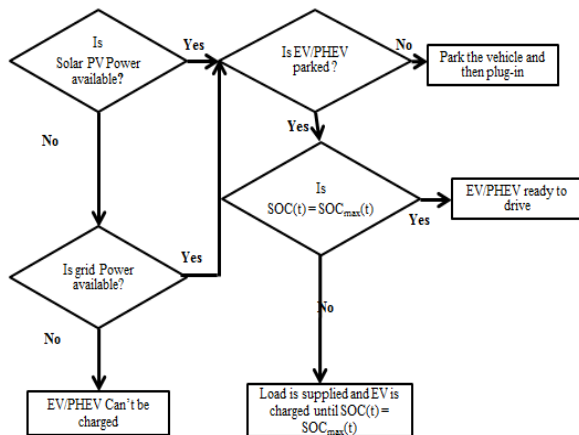 Is
Solar PV Power
available?
Yes
Is EV/PHEV
parked ?
No
Park the vehicle and
then plug-in
No
Yes
Is
SOC(t) = SOCmax(t)
Yes
EV/PHEV ready to
drive
Is grid Power
available?
Yes
No
No
EV/PHEV Can't be
charged
Load is supplied and EV is
charged until SOC(t) =
SOCmax(t)